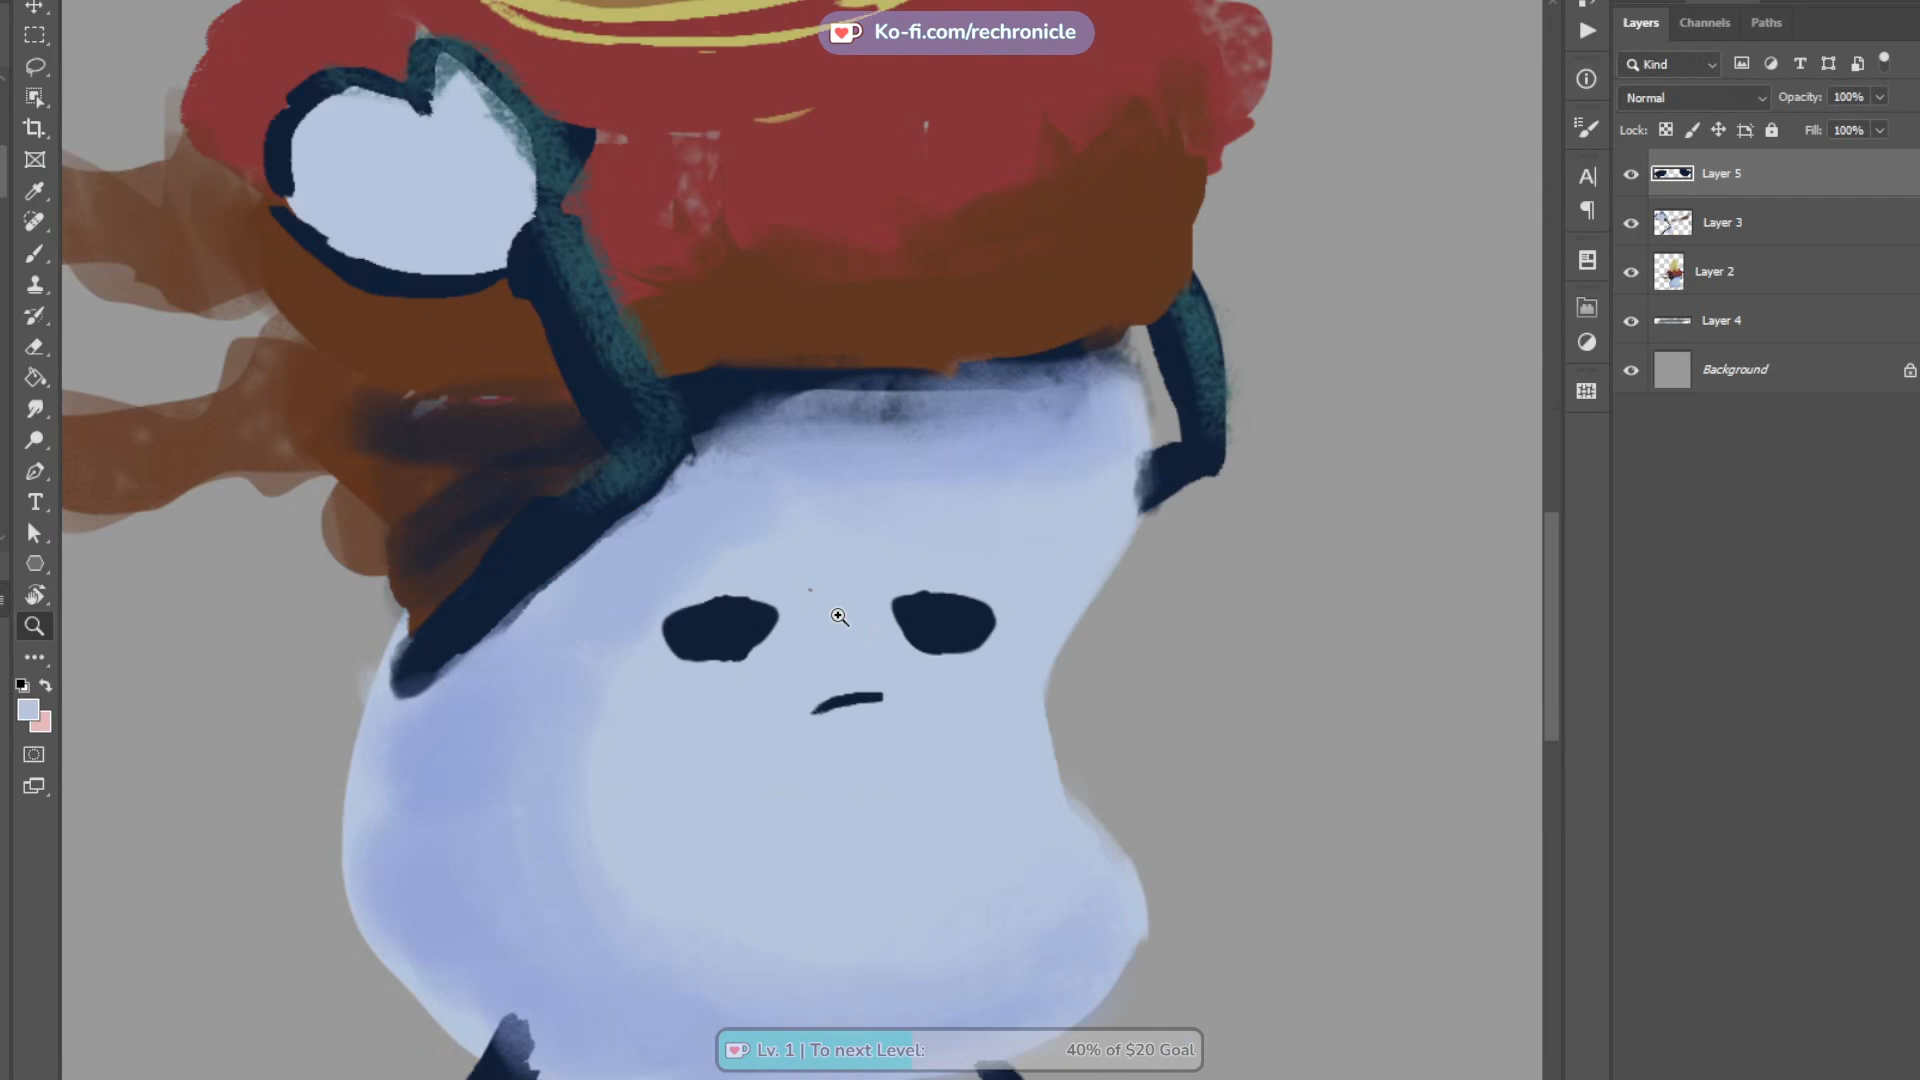 Ko-fi.com/rechronicle
Layers Channels Paths
Kind
Normal Opacity: 100%
Lock: Fill: 100%
Layer 5
Layer 3
Layer 2
Layer 4
Background
Lv. 1 | To next Level: 40% of $20 Goal